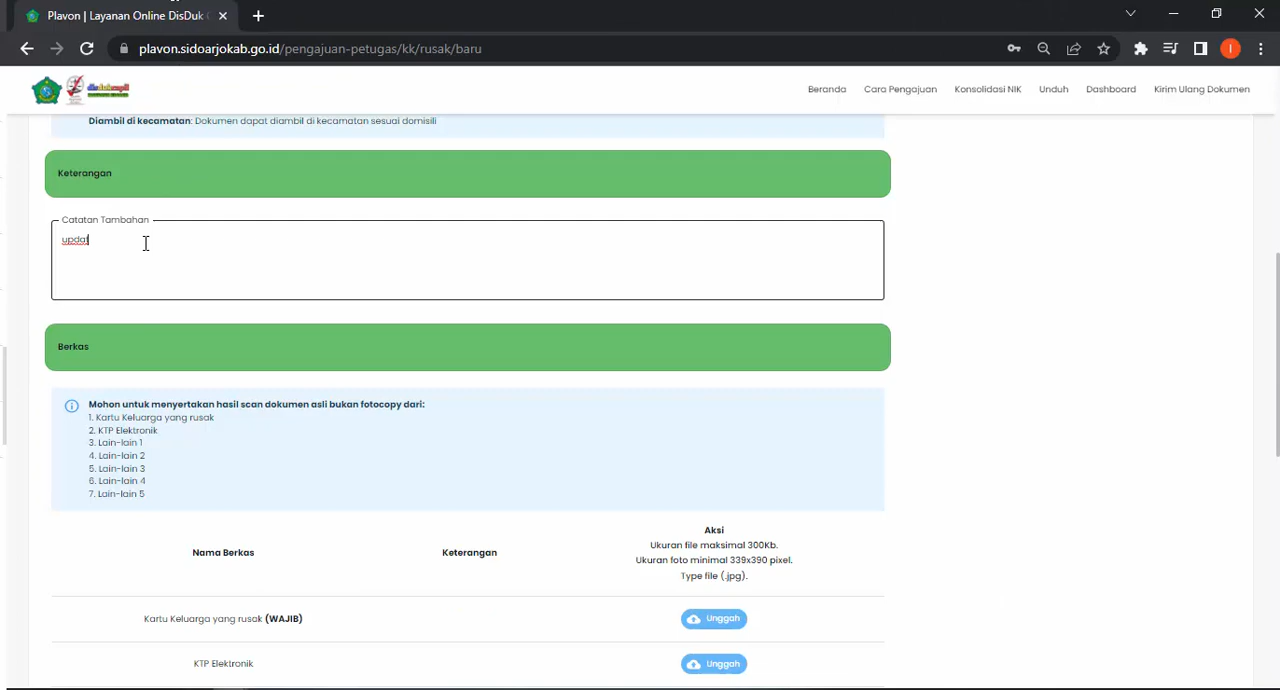 Plavon | Layanan Online DisDuk C
plavon.sidoarjokab.go.id/pengajuan-petugas/kk/rusak/baru
I
Beranda Cara Pengajuan Konsolidasi NIK Unduh Dashboard Kirim Ulang Dokumen
Diambil di kecamatan: Dokumen dapat diambil di kecamatan sesuai domisili
Keterangan
Catatan Tambahan
updat
Berkas
Mohon untuk menyertakan hasil scan dokumen asli bukan fotocopy dari:
1. Kartu Keluarga yang rusak
2. KTP Elektronik
3. Lain-lain 1
4. Lain-lain 2
5. Lain-lain 3
6. Lain-lain 4
7. Lain-lain 5
Nama Berkas Keterangan Aksi
Ukuran file maksimal 300Kb.
Ukuran foto minimal 339x390 pixel.
Type file (.jpg).
Kartu Keluarga yang rusak (WAJIB) Unggah
KTP Elektronik Unggah